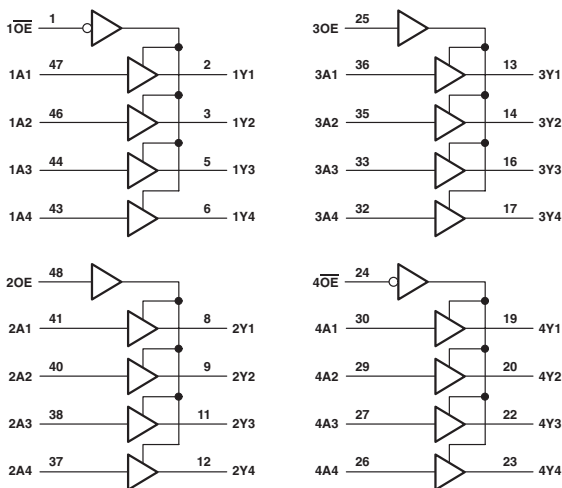 1O̅E̅ 1
1A1 47 2 1Y1
1A2 46 3 1Y2
1A3 44 5 1Y3
1A4 43 6 1Y4
3OE 25
3A1 36 13 3Y1
3A2 35 14 3Y2
3A3 33 16 3Y3
3A4 32 17 3Y4
2OE 48
2A1 41 8 2Y1
2A2 40 9 2Y2
2A3 38 11 2Y3
2A4 37 12 2Y4
4O̅E̅ 24
4A1 30 19 4Y1
4A2 29 20 4Y2
4A3 27 22 4Y3
4A4 26 23 4Y4